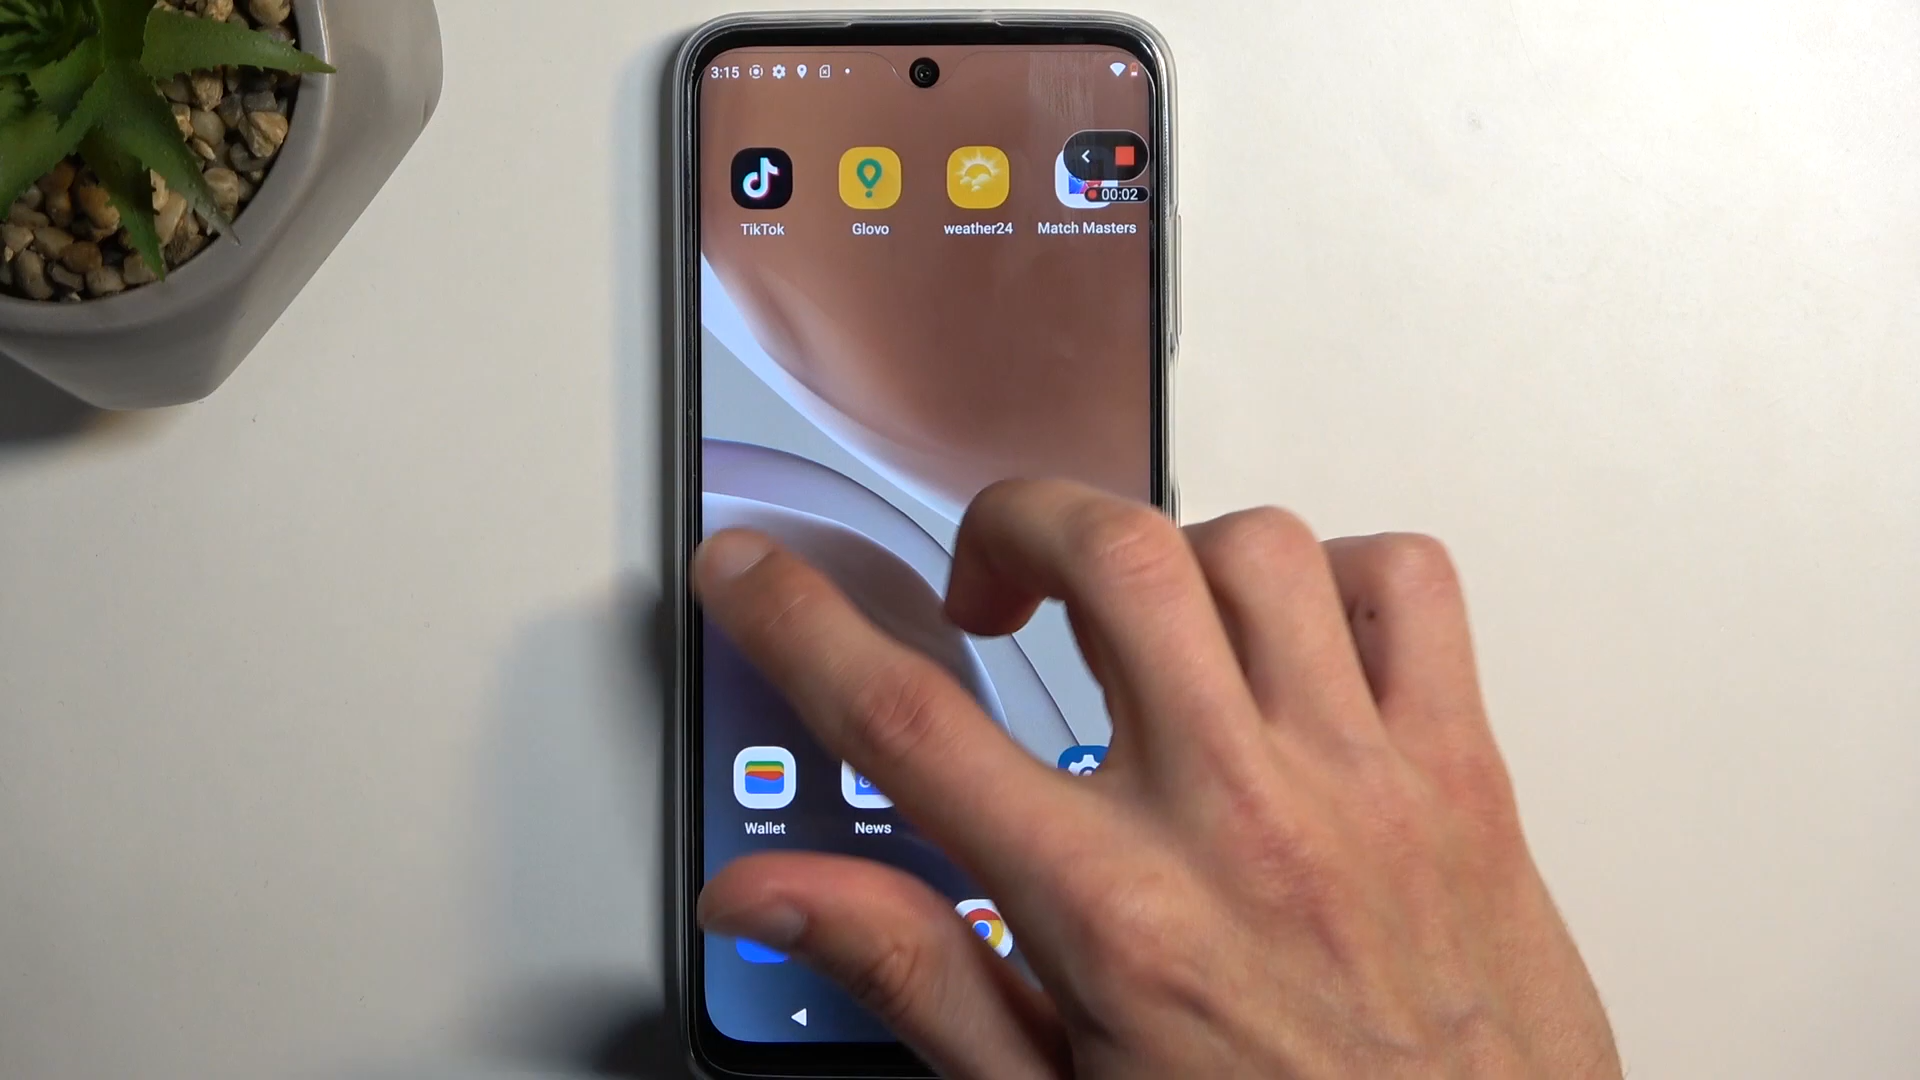 3:15
00:02
TikTok
Glovo
weather24
Match Masters
Wallet
News